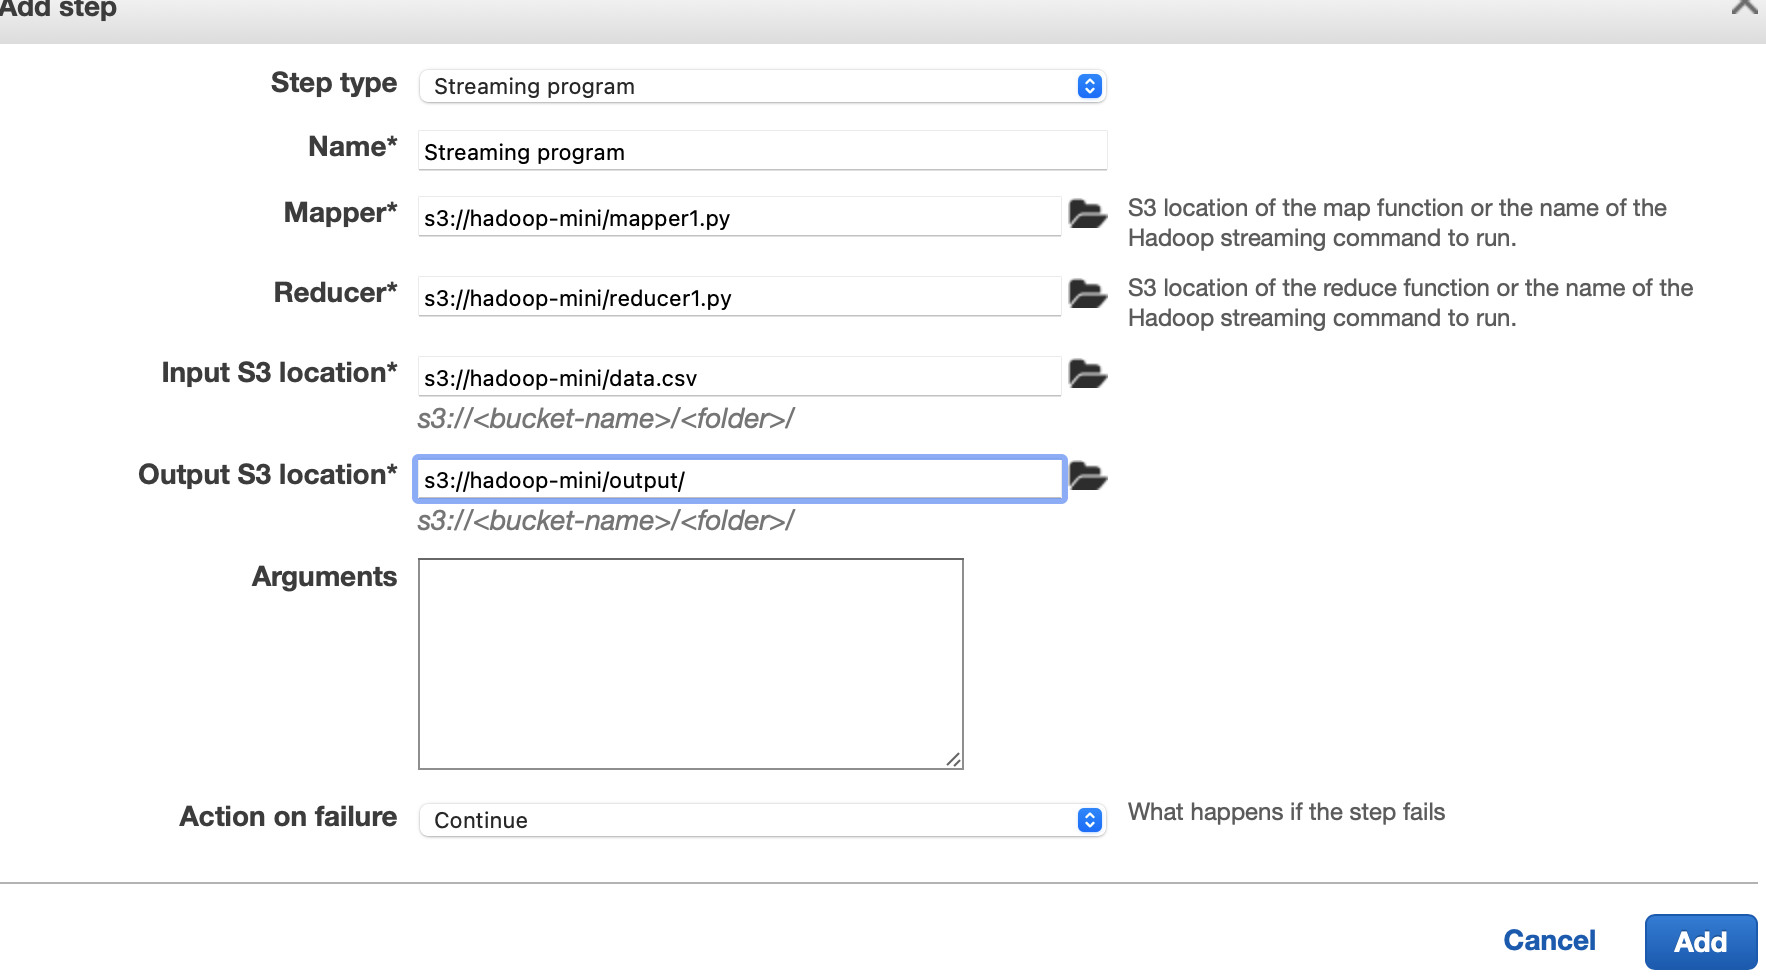 Add step
Step type Streaming program
Name* Streaming program
Mapper* s3://hadoop-mini/mapper1.py S3 location of the map function or the name of the
Hadoop streaming command to run.
Reducer* s3://hadoop-mini/reducer1.py S3 location of the reduce function or the name of the
Hadoop streaming command to run.
Input S3 location* s3://hadoop-mini/data.csv
s3://<bucket-name>/<folder>/
Output S3 location* s3://hadoop-mini/output/
s3://<bucket-name>/<folder>/
Arguments
Action on failure Continue What happens if the step fails
Cancel Add